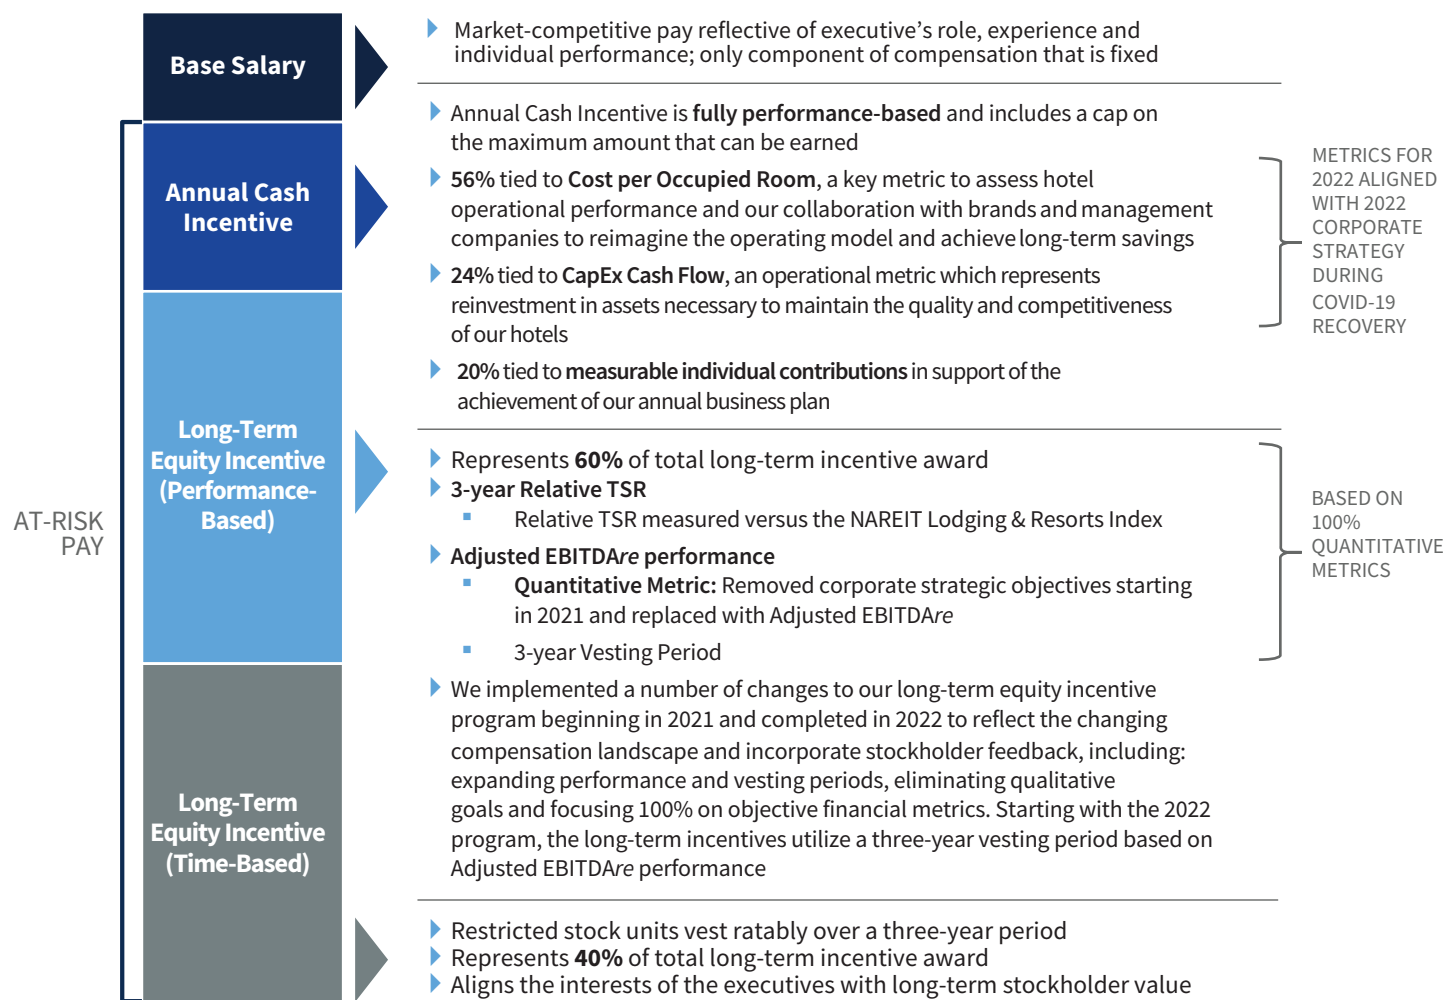 Base Salary
Market-competitive pay reflective of executive’s role, experience and
individual performance; only component of compensation that is fixed
AT-RISK
PAY
Annual Cash
Incentive
Annual Cash Incentive is fully performance-based and includes a cap on
the maximum amount that can be earned
56% tied to Cost per Occupied Room, a key metric to assess hotel
operational performance and our collaboration with brands and management
companies to reimagine the operating model and achieve long-term savings
24% tied to CapEx Cash Flow, an operational metric which represents
reinvestment in assets necessary to maintain the quality and competitiveness
of our hotels
20% tied to measurable individual contributions in support of the
achievement of our annual business plan
METRICS FOR
2022 ALIGNED
WITH 2022
CORPORATE
STRATEGY
DURING
COVID-19
RECOVERY
Long-Term
Equity Incentive
(Performance-
Based)
Represents 60% of total long-term incentive award
3-year Relative TSR
Relative TSR measured versus the NAREIT Lodging & Resorts Index
Adjusted EBITDAre performance
Quantitative Metric: Removed corporate strategic objectives starting
in 2021 and replaced with Adjusted EBITDAre
3-year Vesting Period
BASED ON
100%
QUANTITATIVE
METRICS
We implemented a number of changes to our long-term equity incentive
program beginning in 2021 and completed in 2022 to reflect the changing
compensation landscape and incorporate stockholder feedback, including:
expanding performance and vesting periods, eliminating qualitative
goals and focusing 100% on objective financial metrics. Starting with the 2022
program, the long-term incentives utilize a three-year vesting period based on
Adjusted EBITDAre performance
Long-Term
Equity Incentive
(Time-Based)
Restricted stock units vest ratably over a three-year period
Represents 40% of total long-term incentive award
Aligns the interests of the executives with long-term stockholder value